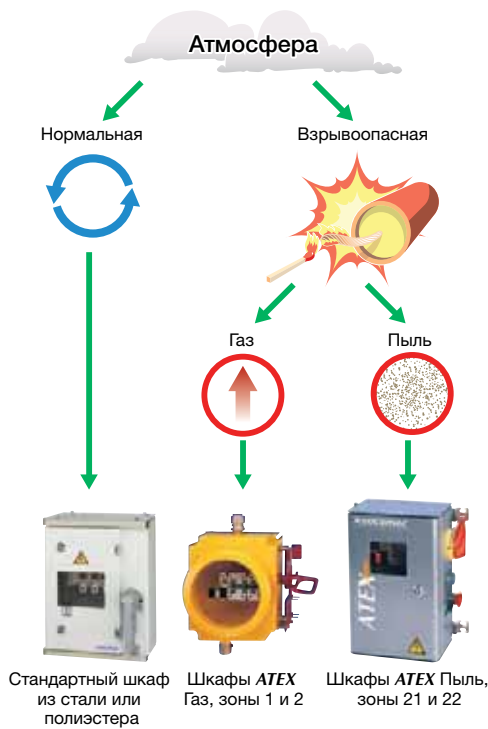 Атмосфера
Нормальная
Взрывоопасная
Газ
Пыль
ATEX
Стандартный шкаф
из стали или
полиэстера
Шкафы ATEX
Газ, зоны 1 и 2
Шкафы ATEX Пыль,
зоны 21 и 22